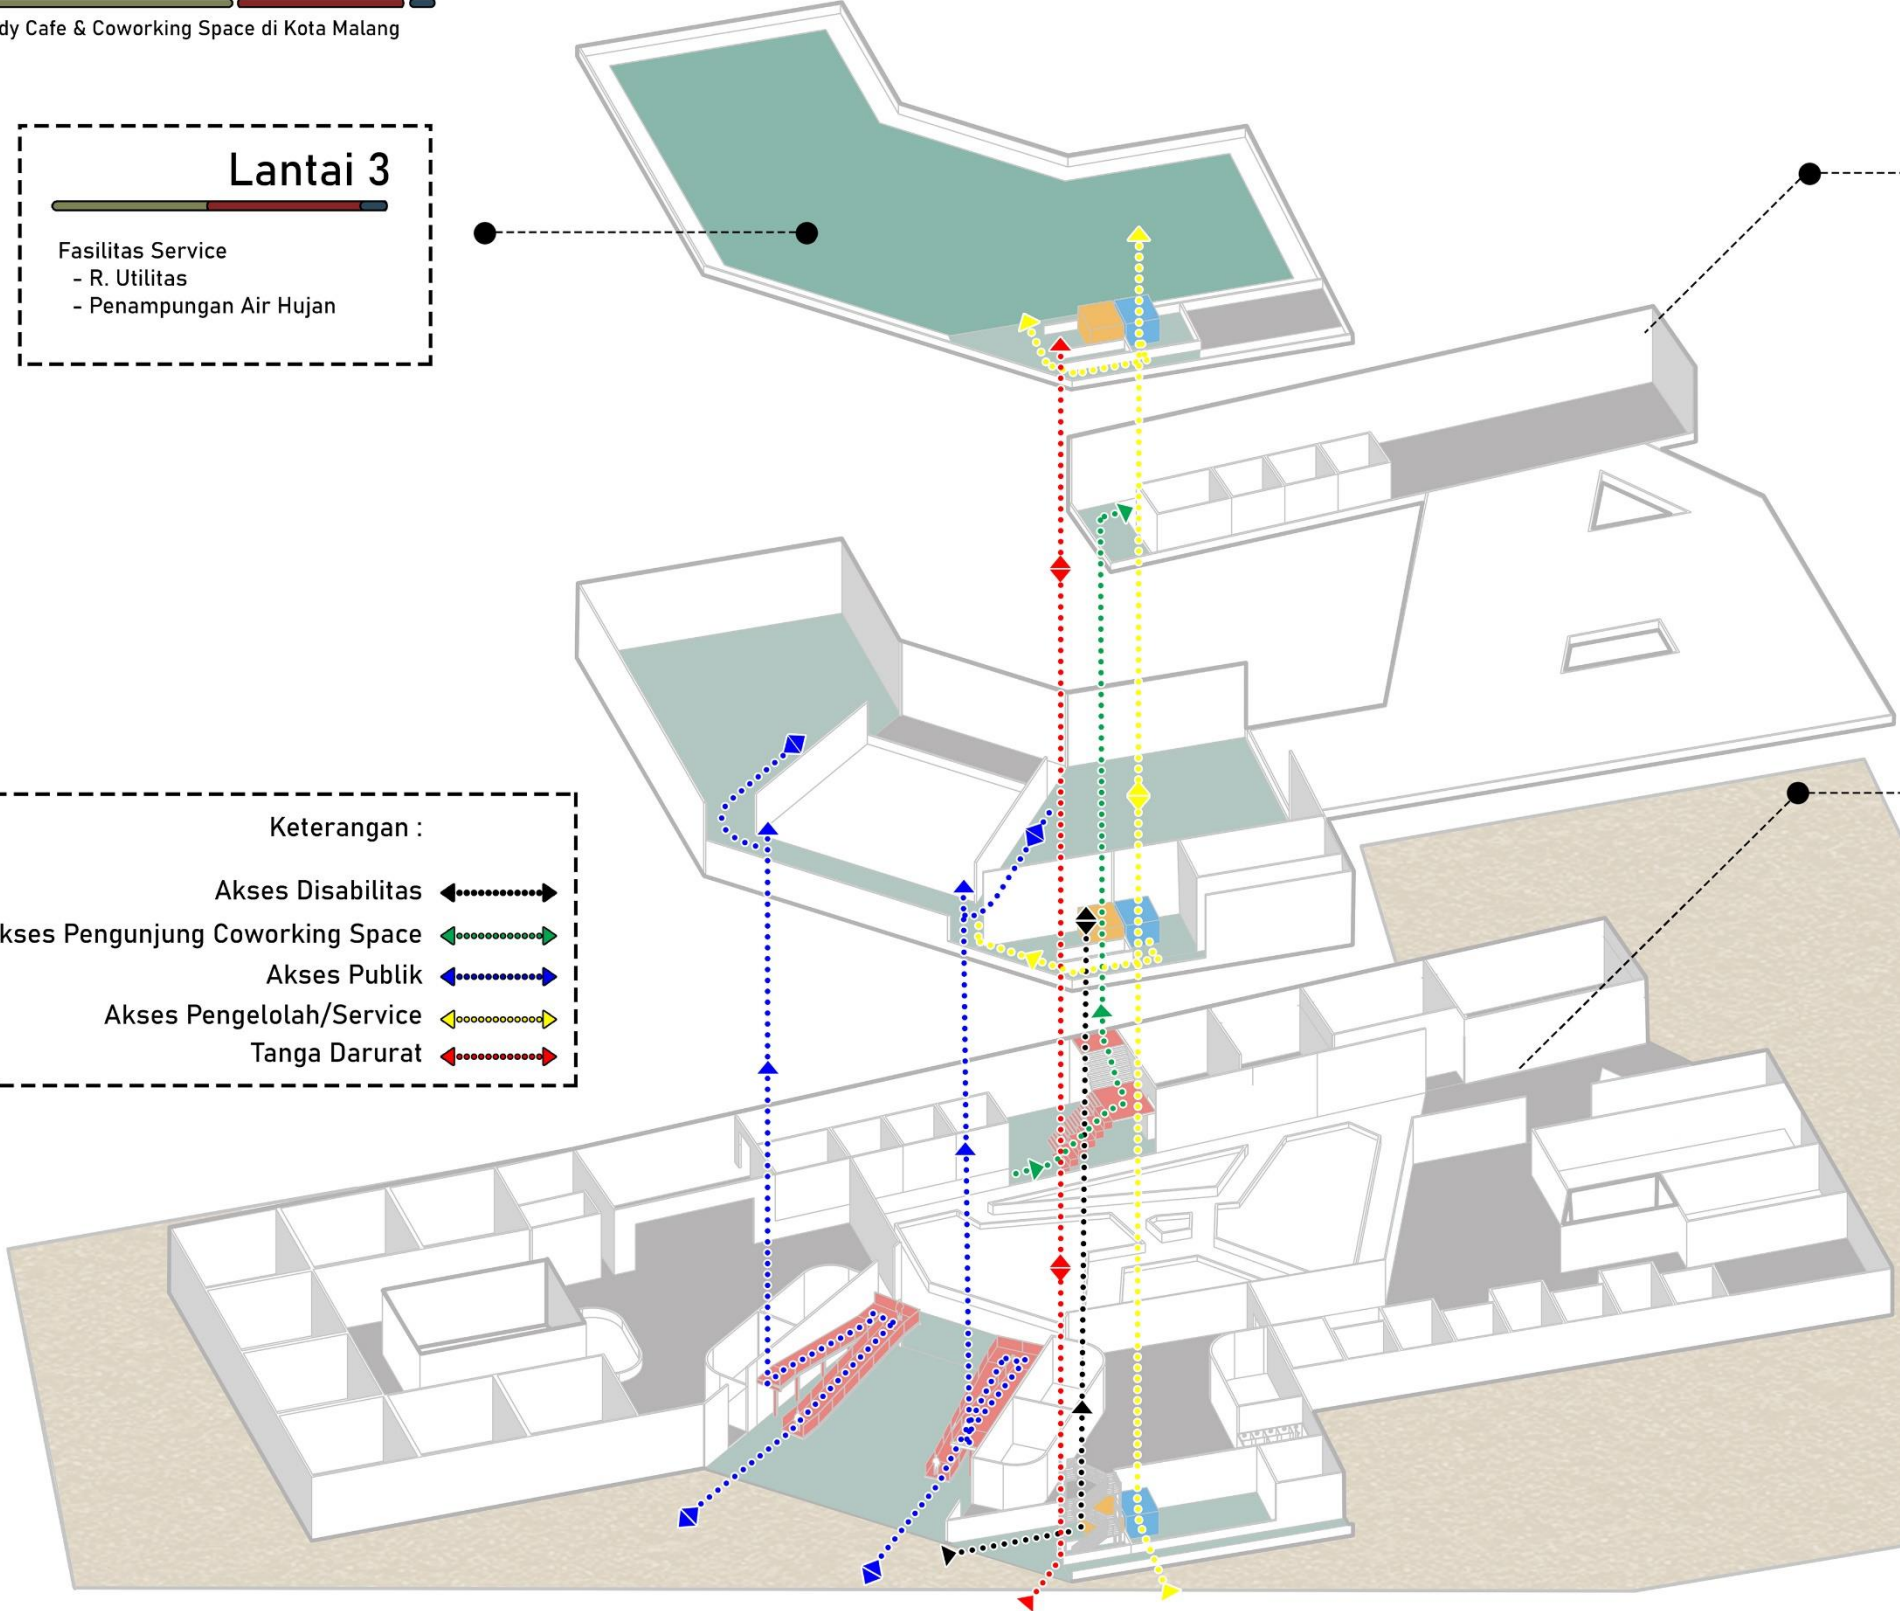 dy Cafe & Coworking Space di Kota Malang
Lantai 3
Fasilitas Service
- R. Utilitas
- Penampungan Air Hujan
Keterangan :
Akses Disabilitas
kses Pengunjung Coworking Space
Akses Publik
Akses Pengelolah/Service
Tanga Darurat